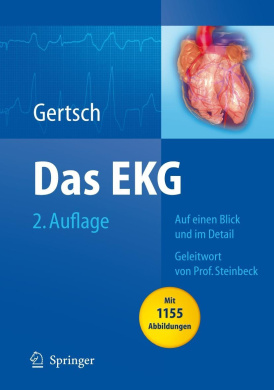 Gertsch
Das EKG
2. Auflage
Auf einen Blick
und im Detail
Geleitwort
von Prof. Steinbeck
Mit
1155
Abbildungen
Springer